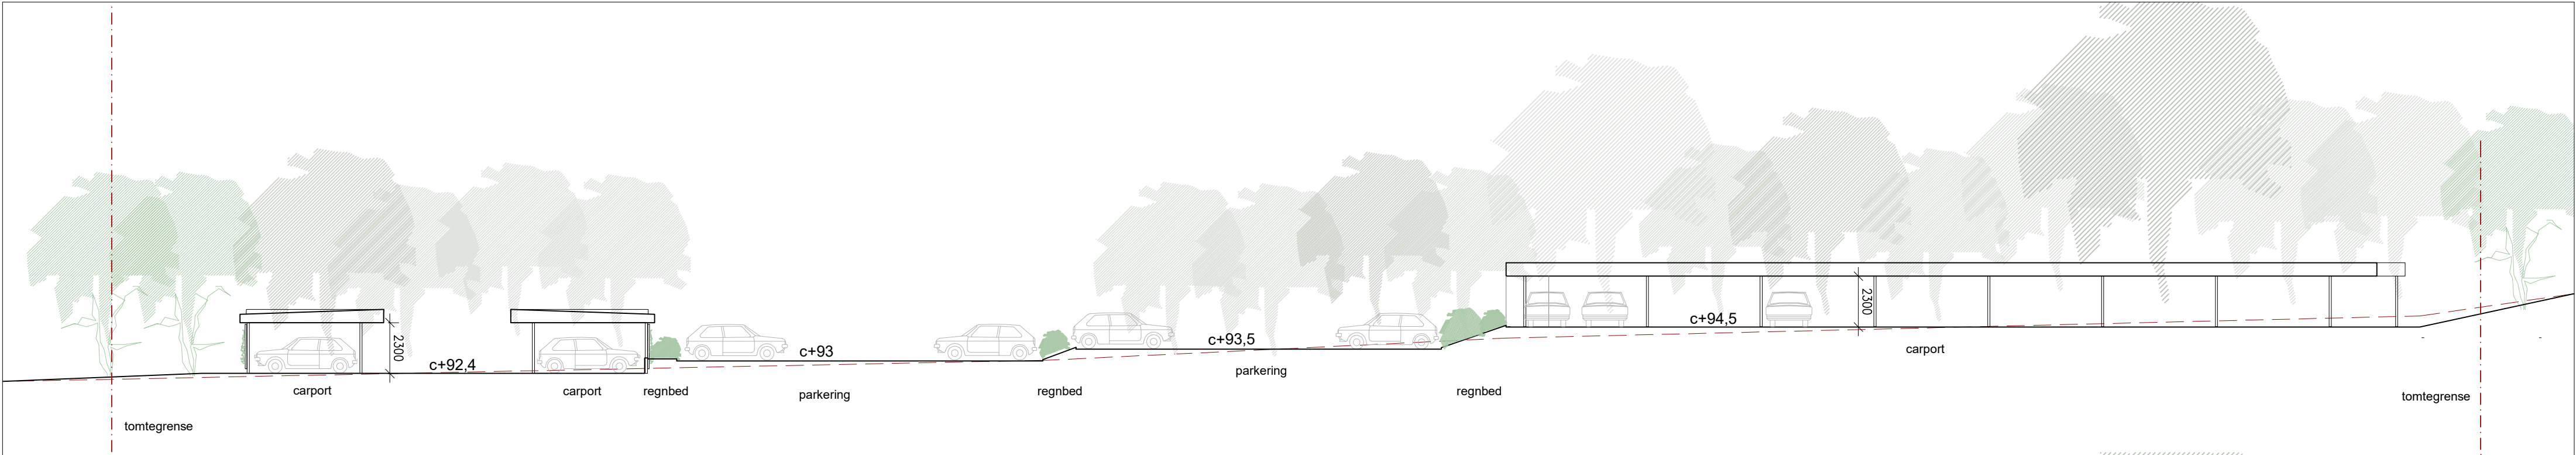 2300
c+92,4
c+93
c+93,5
c+94,5
2300
carport
carport
regnbed
parkering
regnbed
parkering
regnbed
carport
tomtegrense
tomtegrense